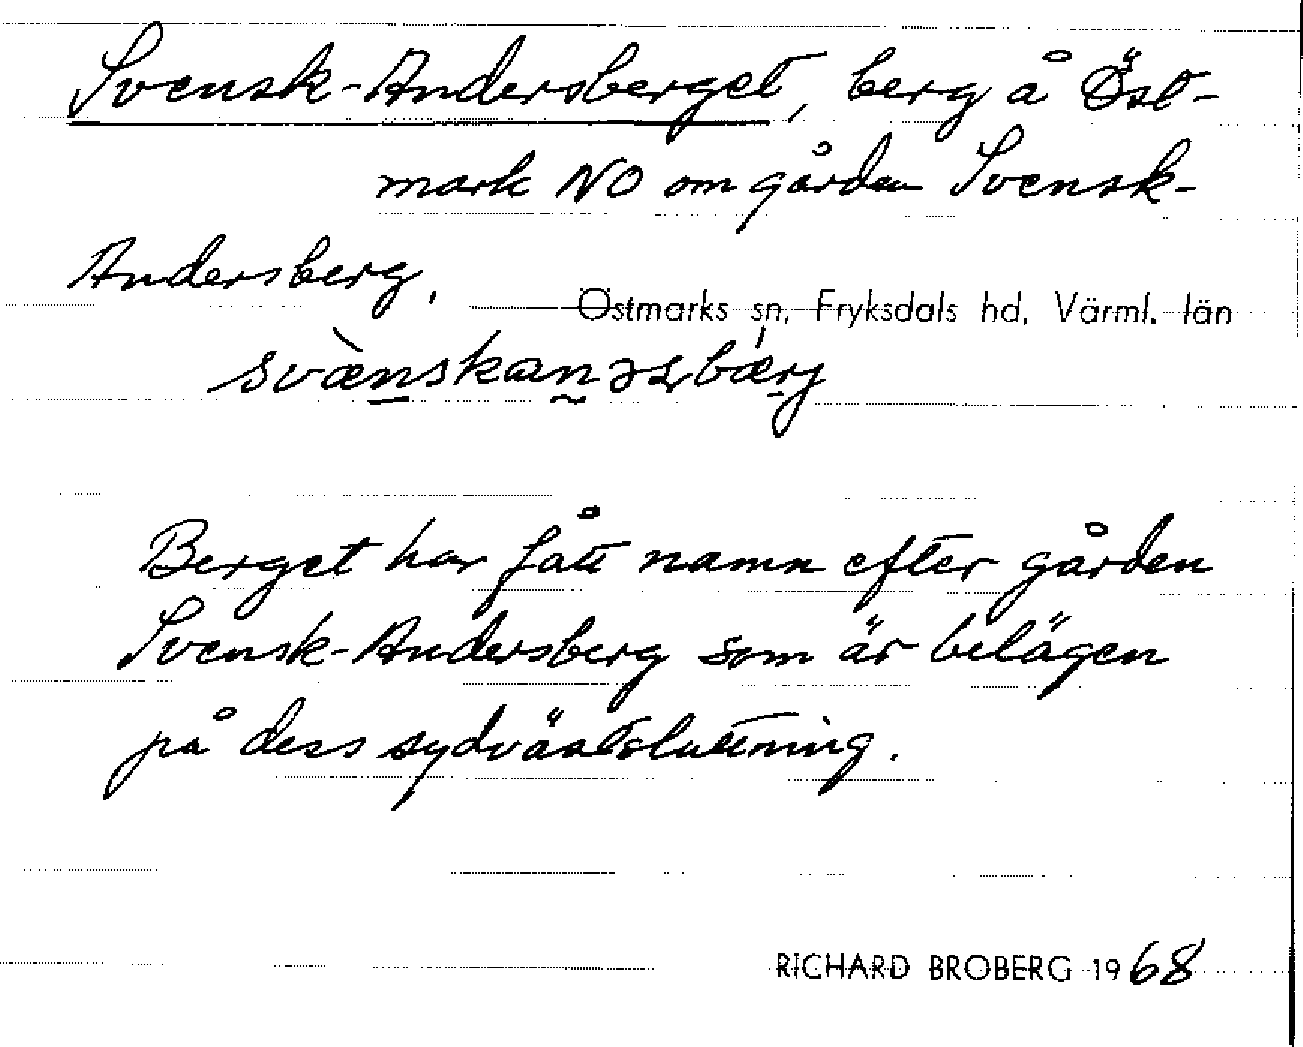 Svensk-Andersberget, berg å Öst-
mark NO om gården Svensk-
Andersberg.
Östmarks sn, Fryksdals hd, Värml. län
svænskanəsbærj
Berget har fått namn efter gården
Svensk-Andersberg som är belägen
på dess sydvästsluttning.
RICHARD BROBERG 1968